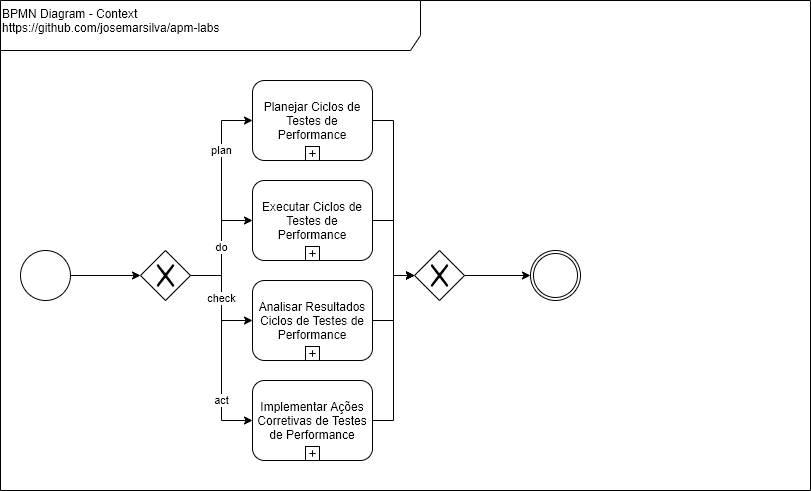 BPMN Diagram - Context
https://github.com/josemarsilva/apm-labs
Planejar Ciclos de
Testes de
Performance
plan
Executar Ciclos de
Testes de
Performance
do
check
Analisar Resultados
Ciclos de Testes de
Performance
act
Implementar Ações
Corretivas de Testes
de Performance